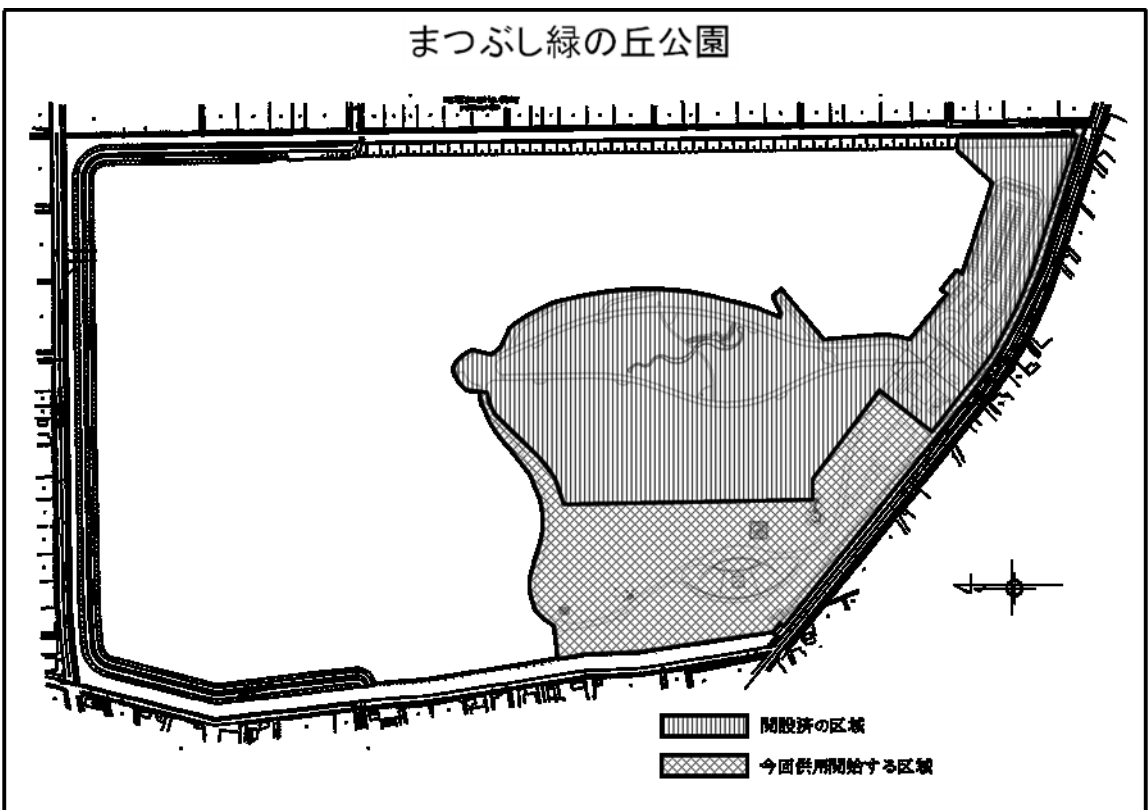 まつぶし緑の丘公園
開設済の区域
今回供用開始する区域